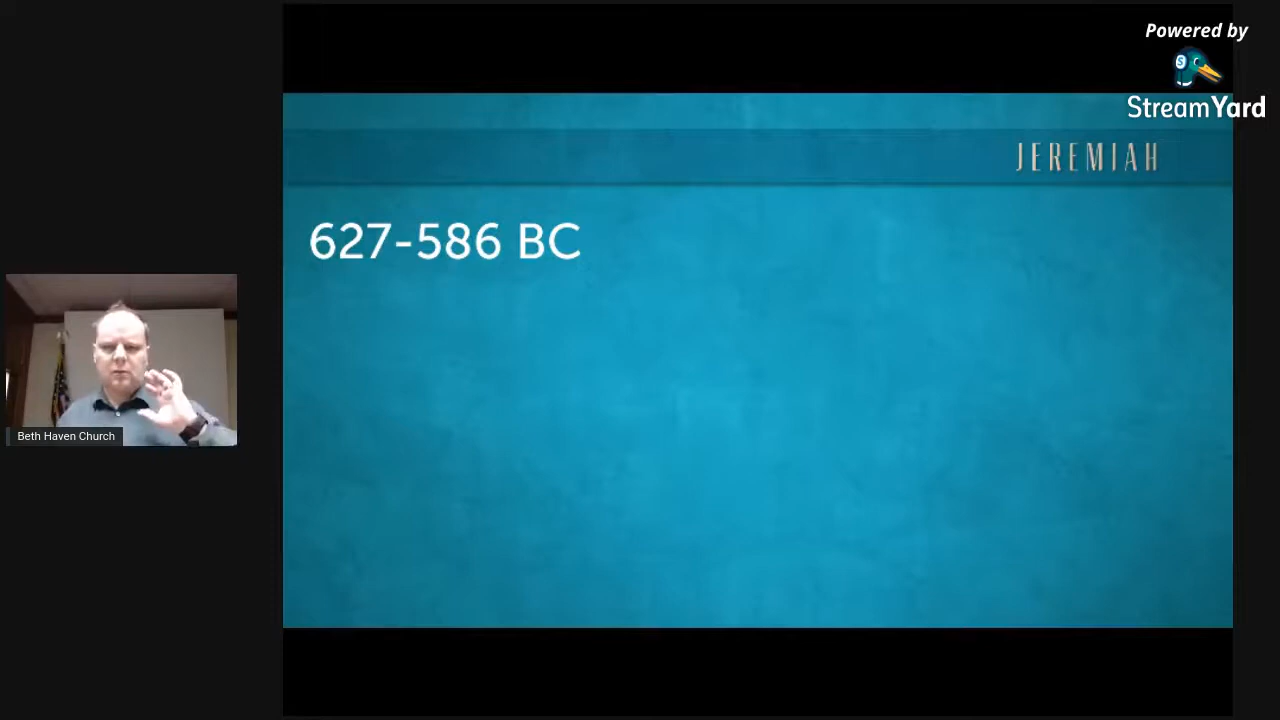 Powered by
StreamYard
JEREMIAH
627-586 BC
Beth Haven Church